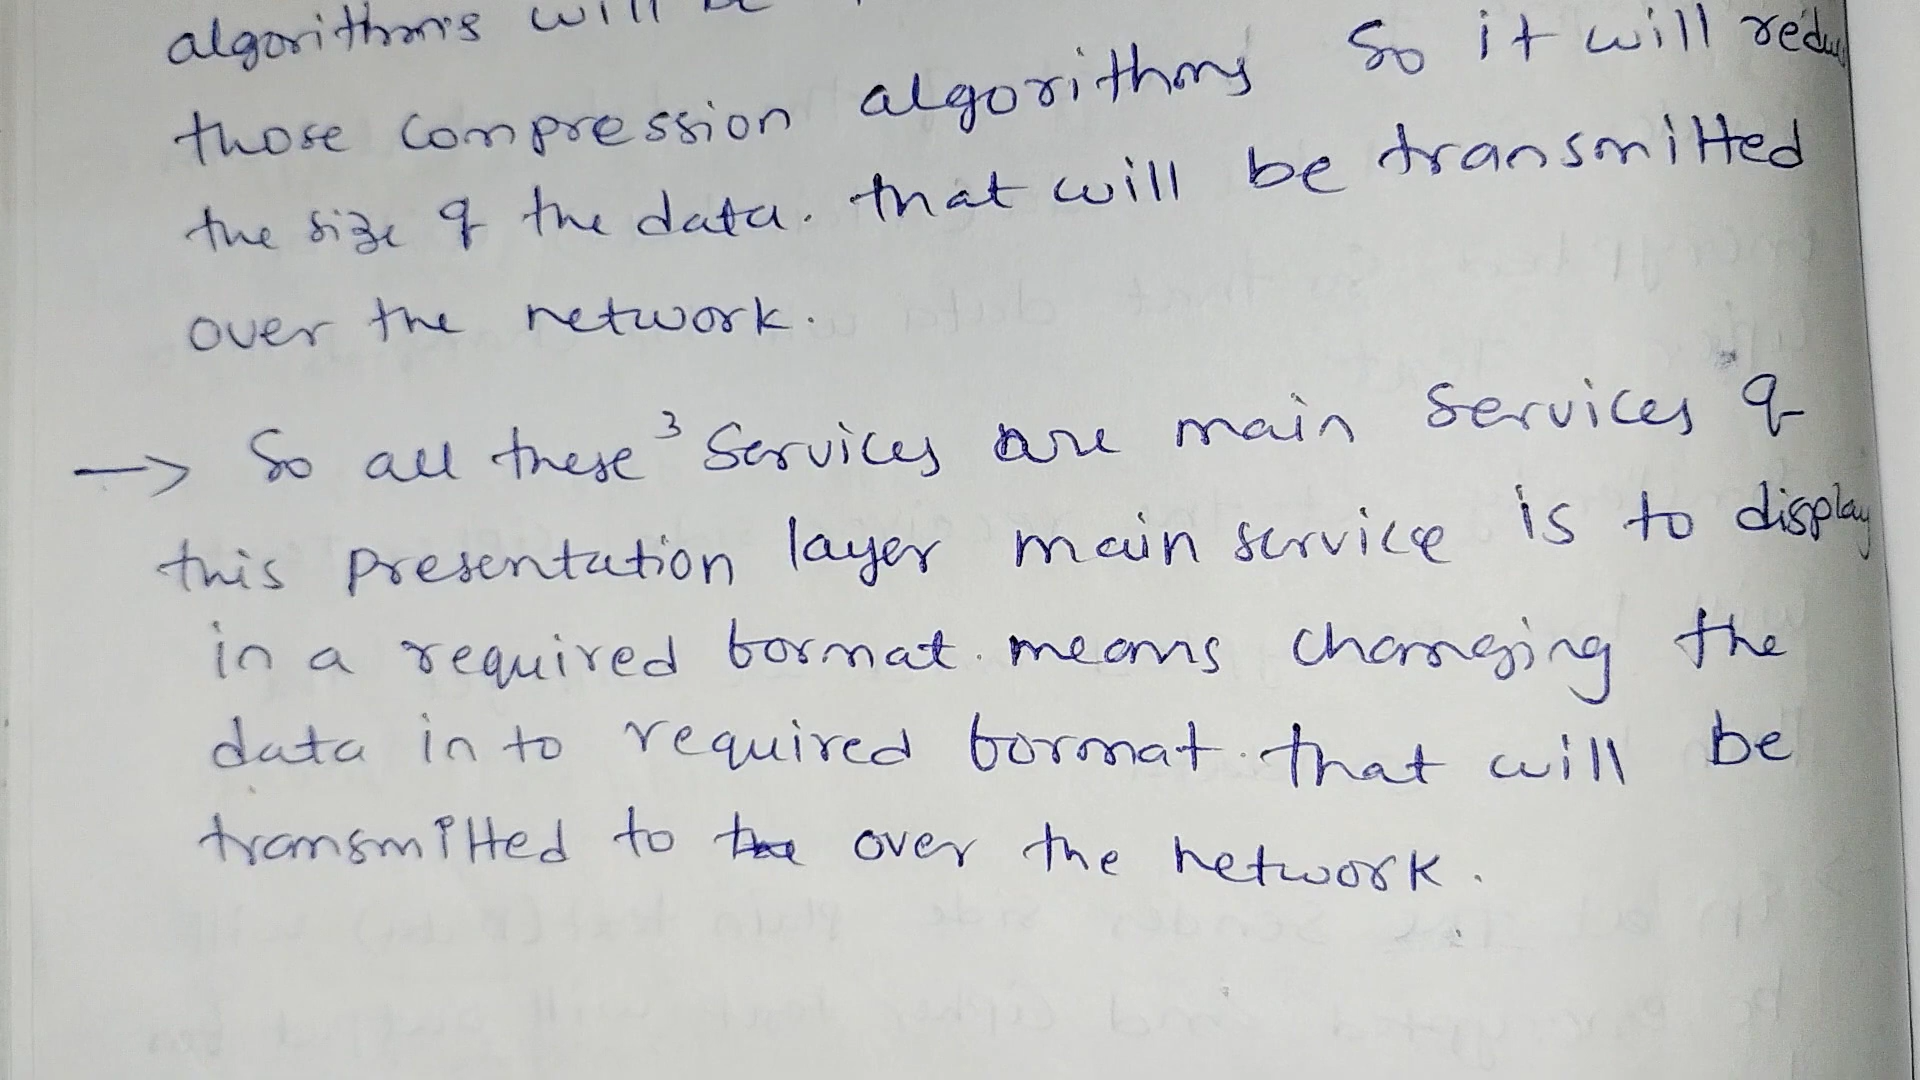 algorithms will be
those compression algorithms So it will redu
the size of the data. that will be transmitted
over the network.
→ So all these 3 Services are main Services of
this presentation layer main service is to display
in a required format. means changing the
data in to required format. that will be
transmitted to the over the network.